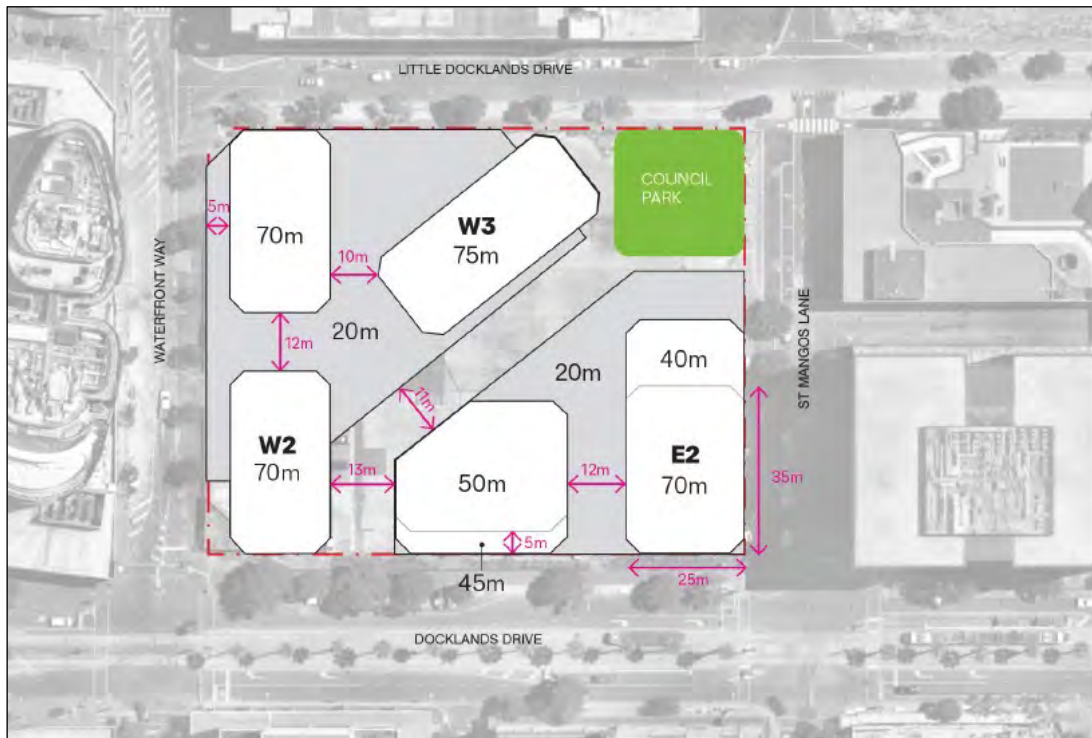 LITTLE DOCKLANDS DRIVE
COUNCIL
PARK
5m
70m
W3
75m
10m
WATERFRONT WAY
12m
20m
20m
40m
ST MANGOS LANE
11m
W2
70m
13m
50m
12m
E2
70m
35m
5m
45m
25m
DOCKLANDS DRIVE